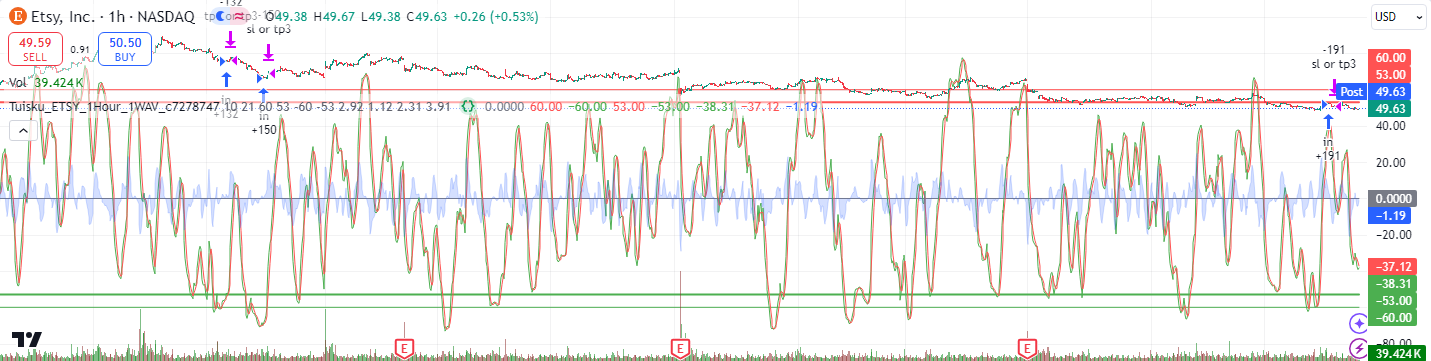 -132
Etsy, Inc. · 1h · NASDAQ
O49.38 H49.67 L49.38 C49.63 +0.26 (+0.53%)
USD
sl or tp3
49.59
SELL
0.91
50.50
BUY
-191
sl or tp3
60.00
53.00
Vol 39.424 K
Post 49.63
49.63
Tuisku_ETSY_1Hour_1WAV_c7278747 10 21 60 53 -60 -53 2.92 1.12 2.31 3.91 0.0000 60.00 −60.00 53.00 −53.00 −38.31 −37.12 −1.19
in
+132
in
+150
40.00
in
+191
20.00
0.0000
−1.19
−20.00
−37.12
−38.31
−53.00
−60.00
E
E
E
−80.00
39.424 K